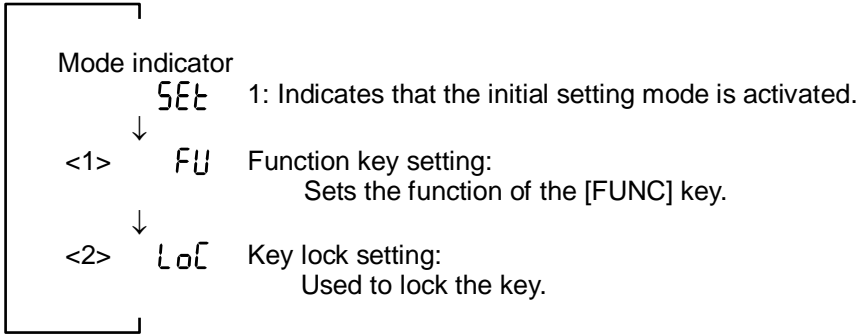 Mode indicator
SEt 1: Indicates that the initial setting mode is activated.
↓
<1> FU Function key setting:
Sets the function of the [FUNC] key.
↓
<2> LoC Key lock setting:
Used to lock the key.